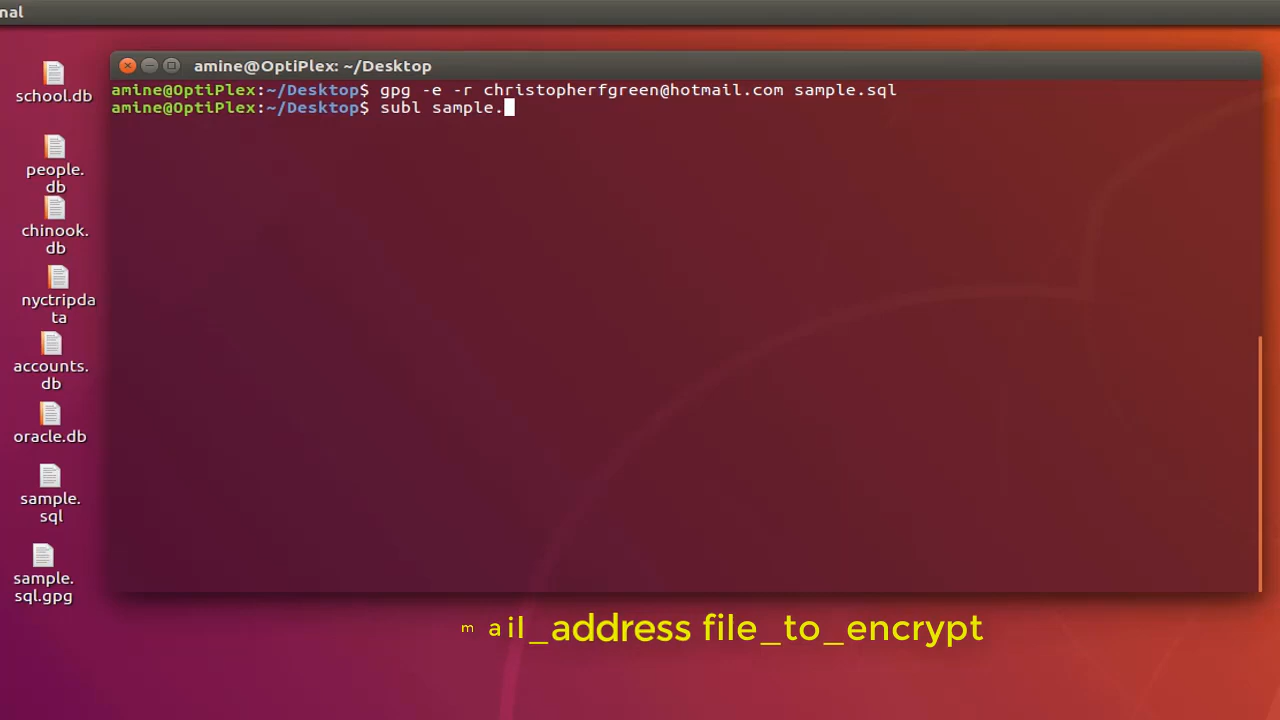 nal
amine@OptiPlex: ~/Desktop
amine@OptiPlex:~/Desktop$ gpg -e -r christopherfgreen@hotmail.com sample.sql
amine@OptiPlex:~/Desktop$ subl sample.
school.db
people.
db
chinook.
db
nyctripda
ta
accounts.
db
oracle.db
sample.
sql
sample.
sql.gpg
mail_address file_to_encrypt